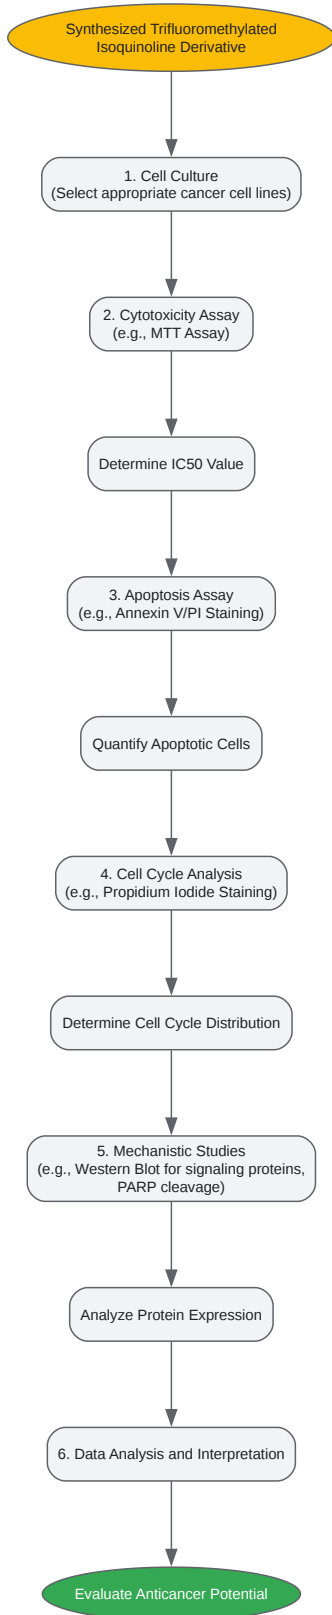 Synthesized Trifluoromethylated
Isoquinoline Derivative
1. Cell Culture
(Select appropriate cancer cell lines)
2. Cytotoxicity Assay
(e.g., MTT Assay)
Determine IC50 Value
3. Apoptosis Assay
(e.g., Annexin V/PI Staining)
Quantify Apoptotic Cells
4. Cell Cycle Analysis
(e.g., Propidium Iodide Staining)
Determine Cell Cycle Distribution
5. Mechanistic Studies
(e.g., Western Blot for signaling proteins,
PARP cleavage)
Analyze Protein Expression
6. Data Analysis and Interpretation
Evaluate Anticancer Potential